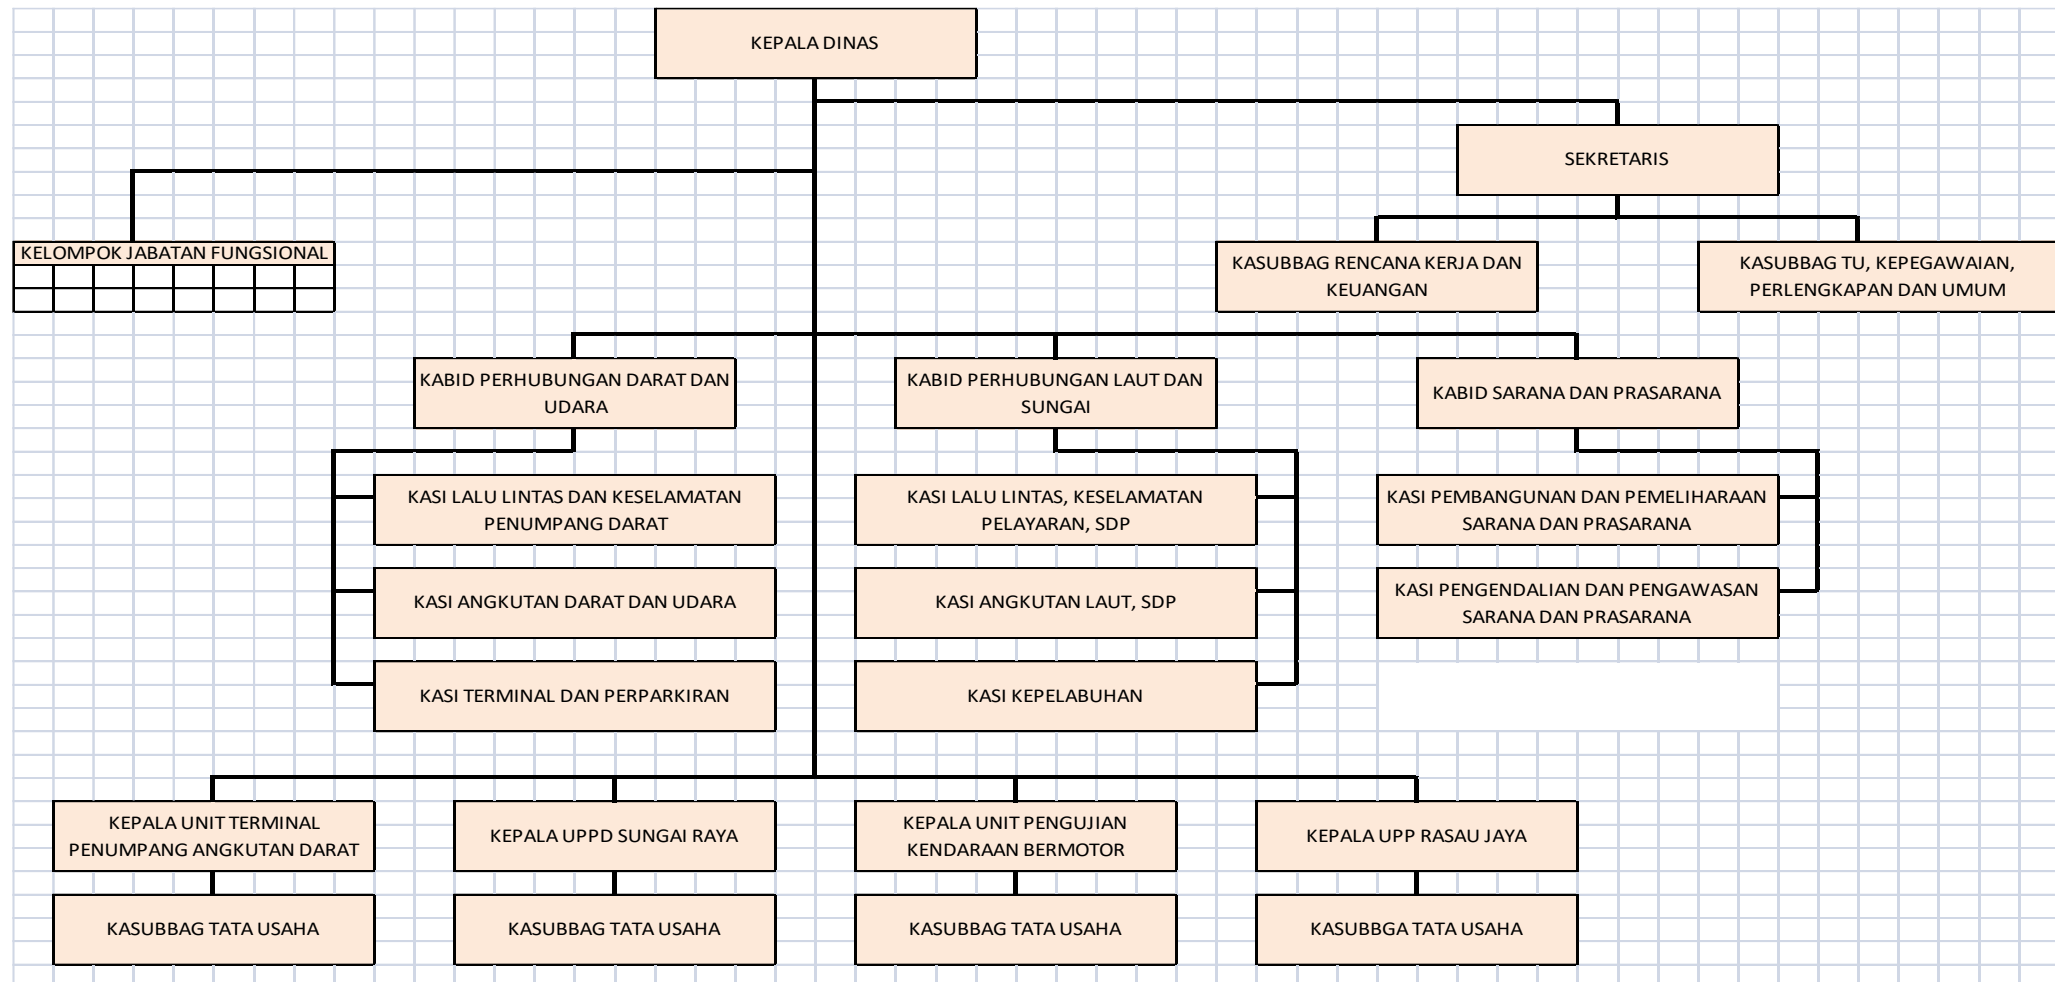 KEPALA DINAS
SEKRETARIS
KELOMPOK JABATAN FUNGSIONAL
KASUBBAG RENCANA KERJA DAN
KEUANGAN
KASUBBAG TU, KEPEGAWAIAN,
PERLENGKAPAN DAN UMUM
KABID PERHUBUNGAN DARAT DAN
UDARA
KABID PERHUBUNGAN LAUT DAN
SUNGAI
KABID SARANA DAN PRASARANA
KASI LALU LINTAS DAN KESELAMATAN
PENUMPANG DARAT
KASI LALU LINTAS, KESELAMATAN
PELAYARAN, SDP
KASI PEMBANGUNAN DAN PEMELIHARAAN
SARANA DAN PRASARANA
KASI ANGKUTAN DARAT DAN UDARA
KASI ANGKUTAN LAUT, SDP
KASI PENGENDALIAN DAN PENGAWASAN
SARANA DAN PRASARANA
KASI TERMINAL DAN PERPARKIRAN
KASI KEPELABUHAN
KEPALA UNIT TERMINAL
PENUMPANG ANGKUTAN DARAT
KEPALA UPPD SUNGAI RAYA
KEPALA UNIT PENGUJIAN
KENDARAAN BERMOTOR
KEPALA UPP RASAU JAYA
KASUBBAG TATA USAHA
KASUBBAG TATA USAHA
KASUBBAG TATA USAHA
KASUBBGA TATA USAHA